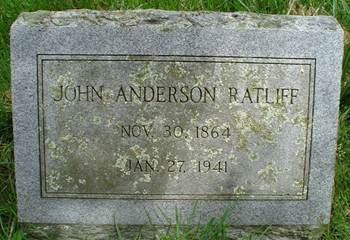 JOHN ANDERSON RATLIFF
NOV. 30, 1864
JAN. 27, 1941